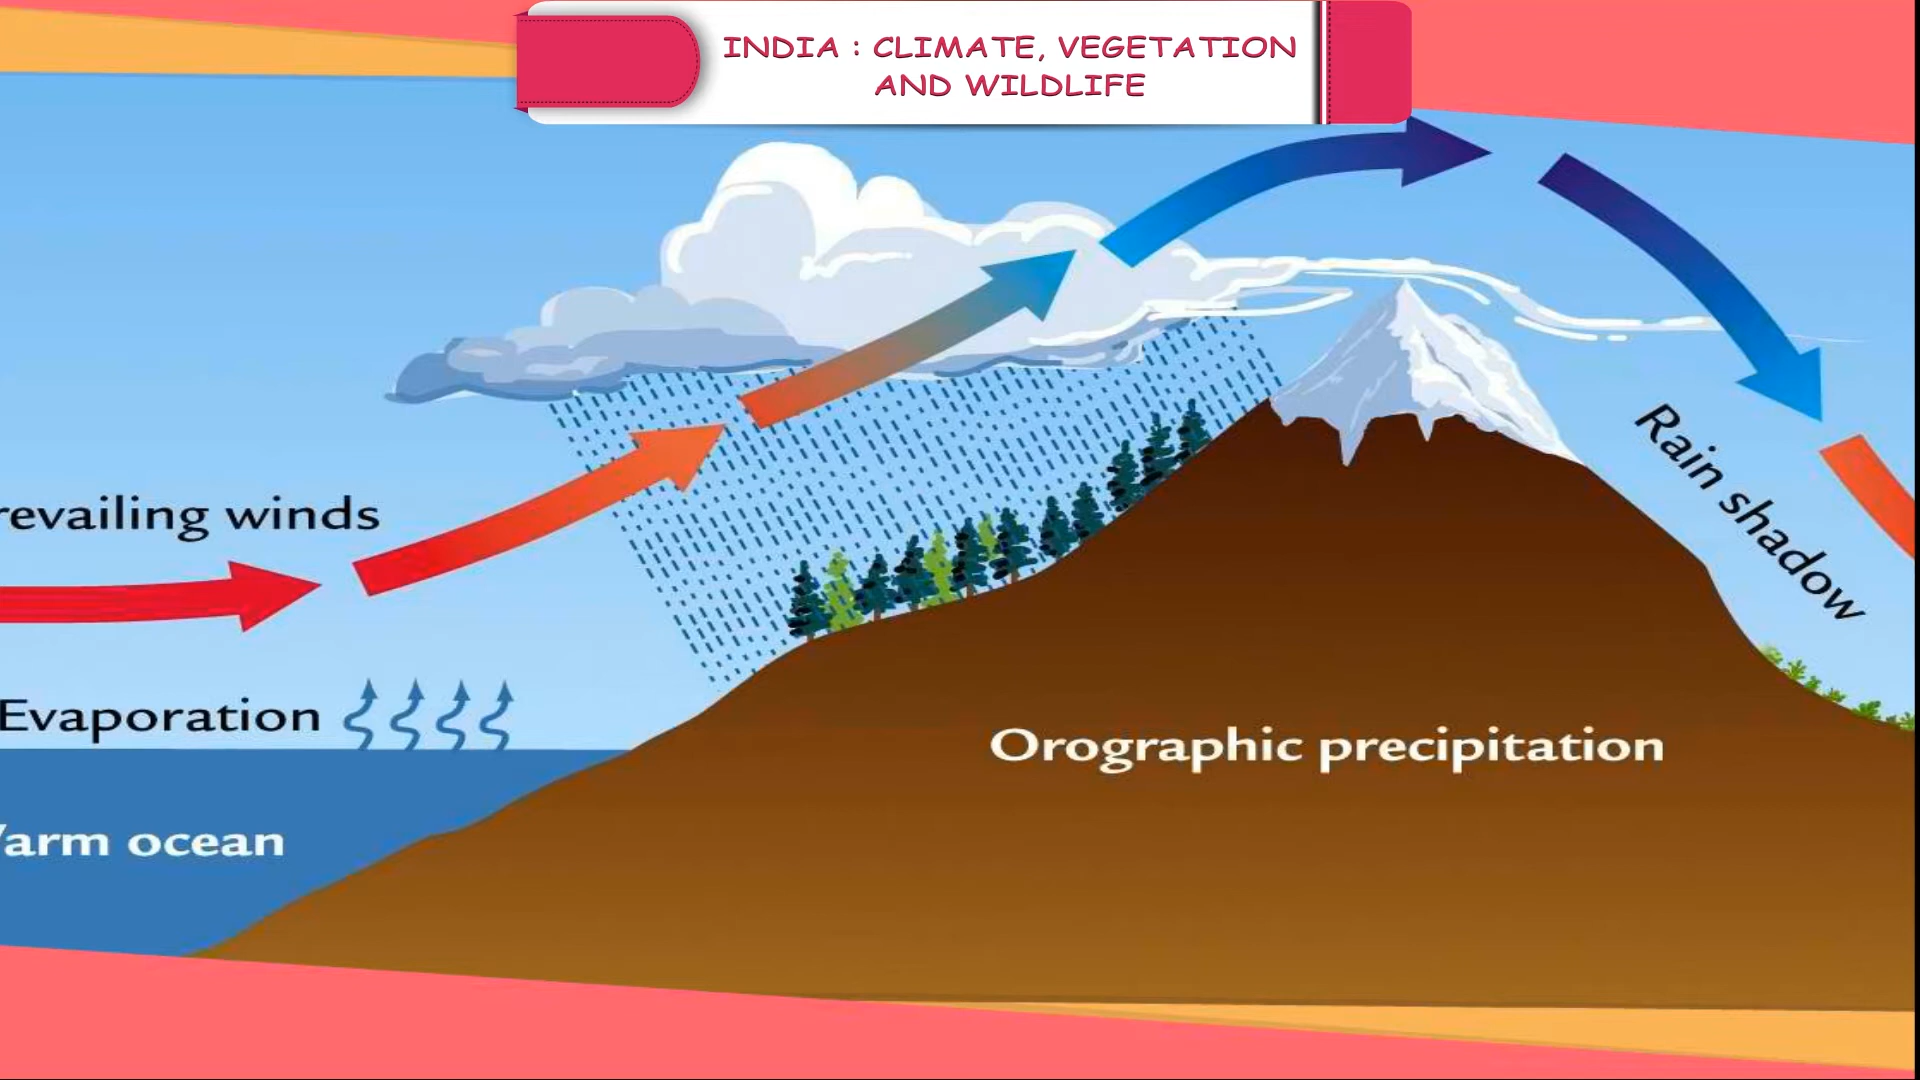 INDIA : CLIMATE, VEGETATION
AND WILDLIFE
revailing winds
Rain shadow
Evaporation
Orographic precipitation
arm ocean